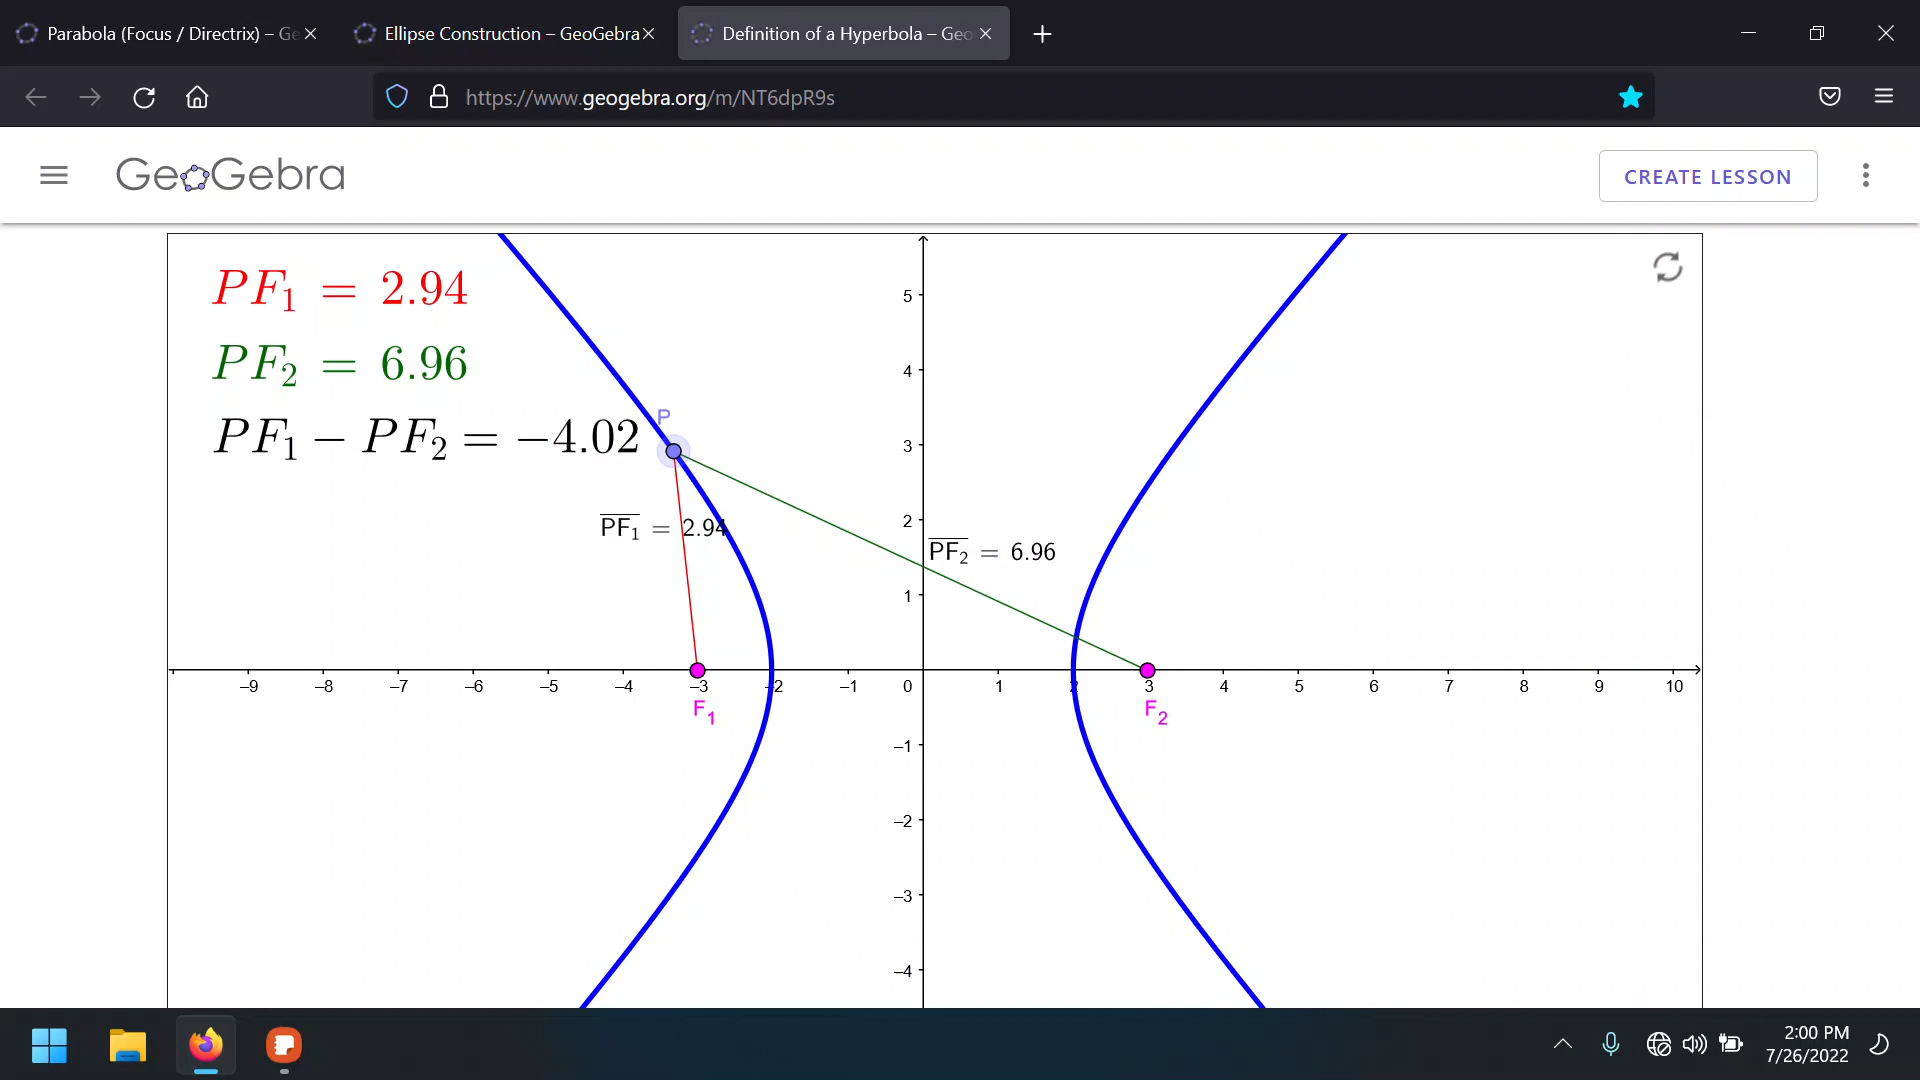 Parabola (Focus / Directrix) – Ge
Ellipse Construction – GeoGebra
Definition of a Hyperbola – Geo
https://www.geogebra.org/m/NT6dpR9s
GeoGebra
CREATE LESSON
PF₁ = 2.94
PF₂ = 6.96
PF₁ − PF₂ = −4.02
P
PF₁ = 2.94
PF₂ = 6.96
5
4
3
2
1
–9 –8 –7 –6 –5 –4 –3 –2 –1 0 1 2 3 4 5 6 7 8 9 10
F₁
F₂
–1
–2
–3
–4
2:00 PM
7/26/2022